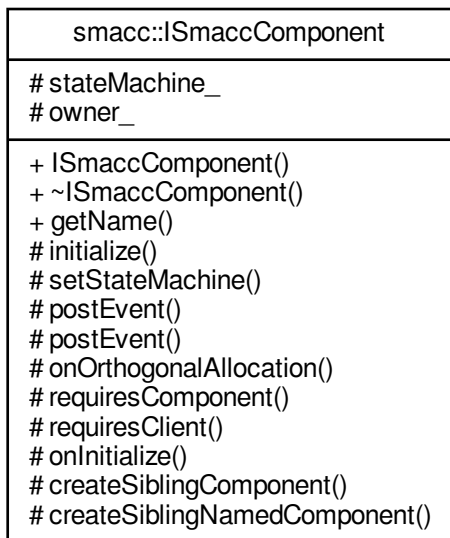 smacc::ISmaccComponent
# stateMachine_
# owner_
+ ISmaccComponent()
+ ~ISmaccComponent()
+ getName()
# initialize()
# setStateMachine()
# postEvent()
# postEvent()
# onOrthogonalAllocation()
# requiresComponent()
# requiresClient()
# onInitialize()
# createSiblingComponent()
# createSiblingNamedComponent()